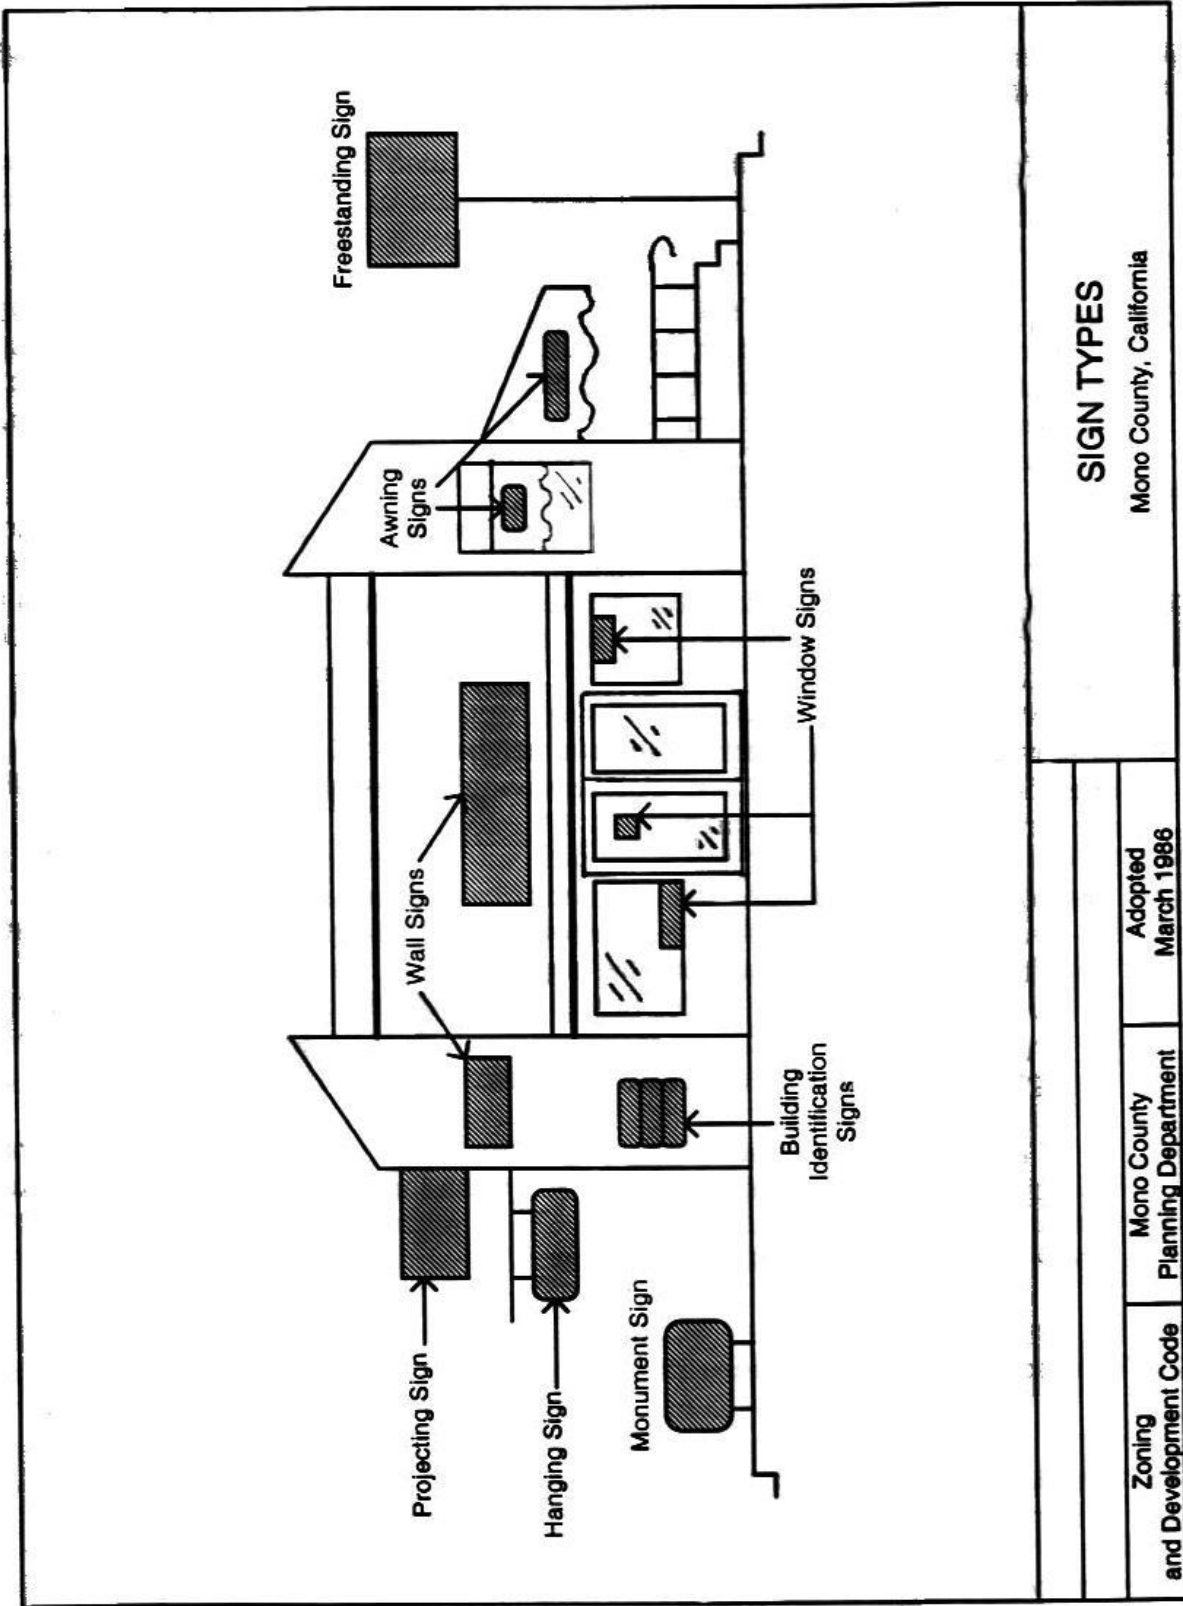 Freestanding Sign
Awning
Signs
Wall Signs
Projecting Sign
Hanging Sign
Monument Sign
Building
Identification
Signs
Window Signs
SIGN TYPES
Mono County, California
Zoning
and Development Code
Mono County
Planning Department
Adopted
March 1986